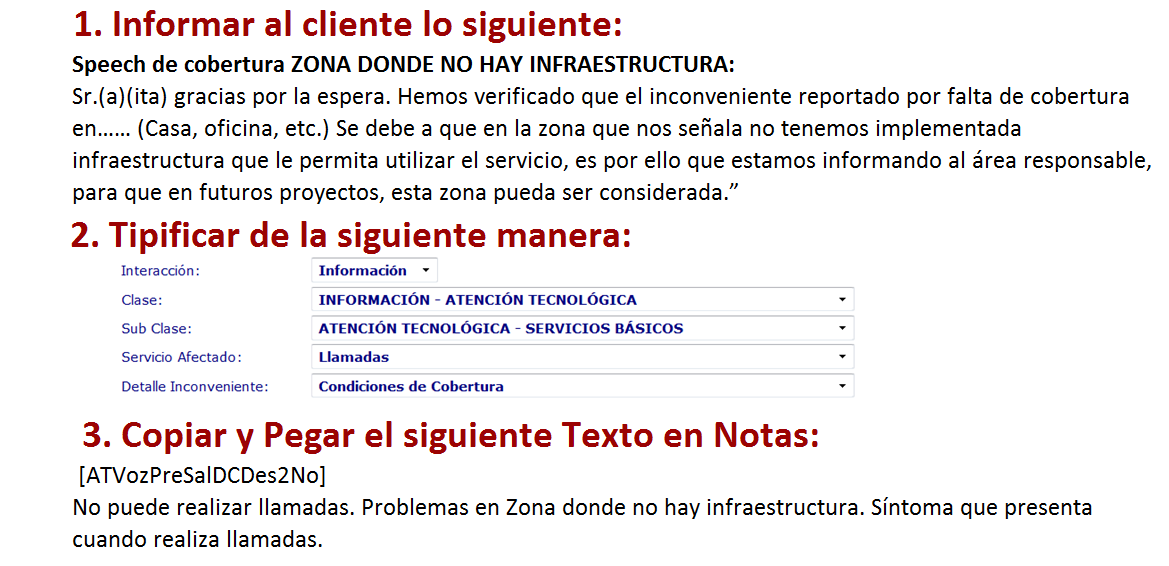 1. Informar al cliente lo siguiente:
Speech de cobertura ZONA DONDE NO HAY INFRAESTRUCTURA:
Sr.(a)(ita) gracias por la espera. Hemos verificado que el inconveniente reportado por falta de cobertura
en…… (Casa, oficina, etc.) Se debe a que en la zona que nos señala no tenemos implementada
infraestructura que le permita utilizar el servicio, es por ello que estamos informando al área responsable,
para que en futuros proyectos, esta zona pueda ser considerada.”
2. Tipificar de la siguiente manera:
Interacción: Información
Clase: INFORMACIÓN - ATENCIÓN TECNOLÓGICA
Sub Clase: ATENCIÓN TECNOLÓGICA - SERVICIOS BÁSICOS
Servicio Afectado: Llamadas
Detalle Inconveniente: Condiciones de Cobertura
3. Copiar y Pegar el siguiente Texto en Notas:
[ATVozPreSalDCDes2No]
No puede realizar llamadas. Problemas en Zona donde no hay infraestructura. Síntoma que presenta
cuando realiza llamadas.